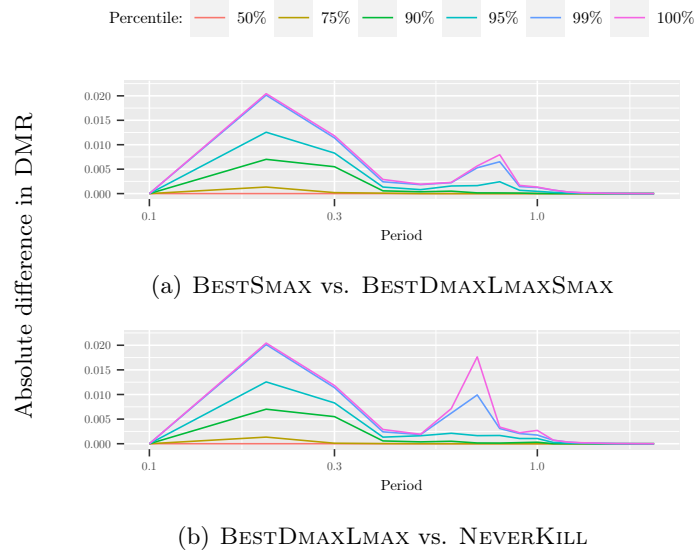 Percentile: 50% 75% 90% 95% 99% 100%
Absolute difference in DMR
0.020
0.015
0.010
0.005
0.000
0.1 0.3 1.0
Period
(a) BESTSMAX vs. BESTDMAXLMAXSMAX
0.020
0.015
0.010
0.005
0.000
0.1 0.3 1.0
Period
(b) BESTDMAXLMAX vs. NEVERKILL